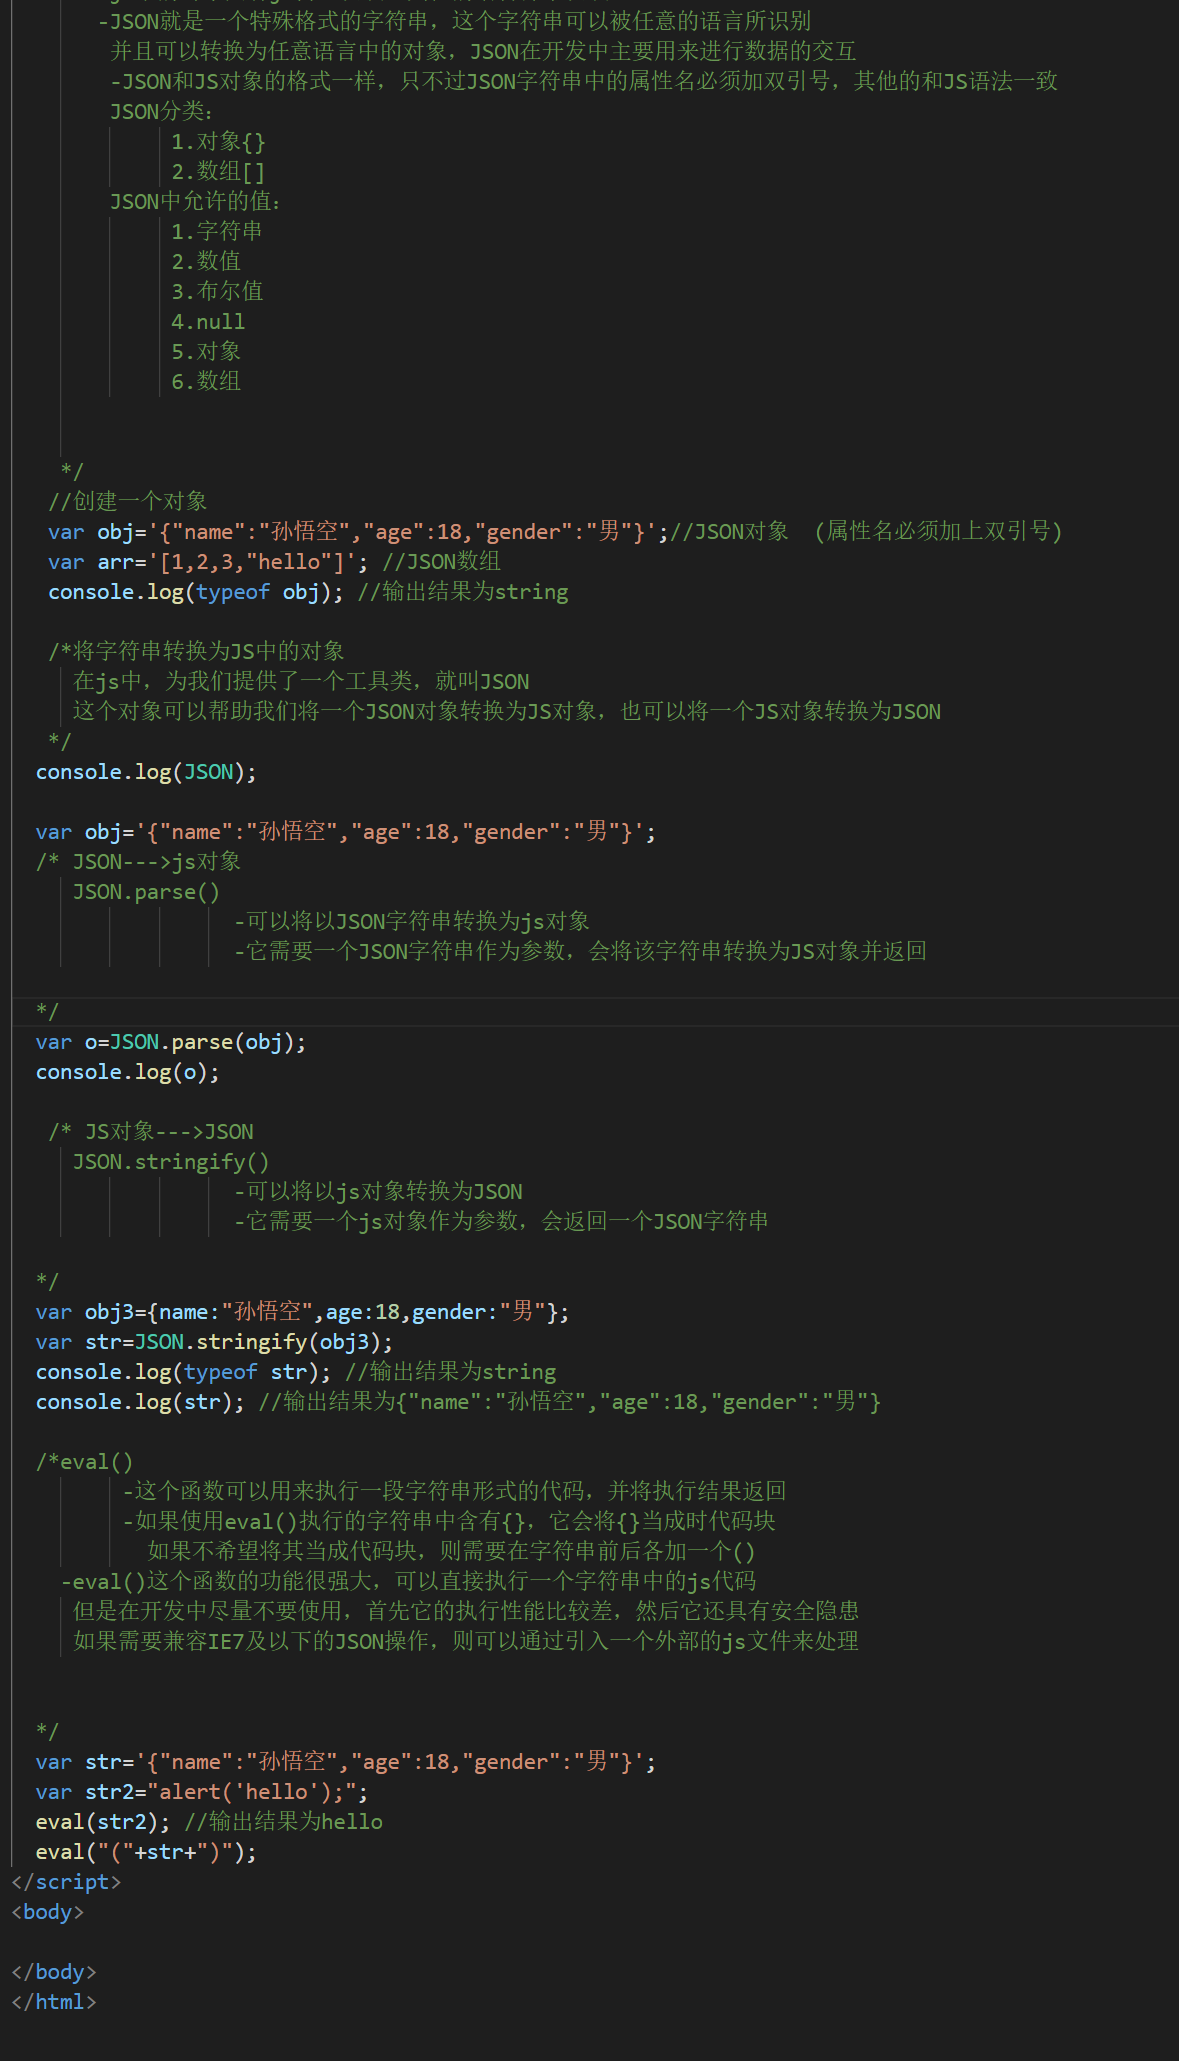 -JSON就是一个特殊格式的字符串，这个字符串可以被任意的语言所识别
并且可以转换为任意语言中的对象，JSON在开发中主要用来进行数据的交互
-JSON和JS对象的格式一样，只不过JSON字符串中的属性名必须加双引号，其他的和JS语法一致
JSON分类：
1.对象{}
2.数组[]
JSON中允许的值：
1.字符串
2.数值
3.布尔值
4.null
5.对象
6.数组
*/
//创建一个对象
var obj='{"name":"孙悟空","age":18,"gender":"男"}';//JSON对象 （属性名必须加上双引号）
var arr='[1,2,3,"hello"]'; //JSON数组
console.log(typeof obj); //输出结果为string
/*将字符串转换为JS中的对象
在js中，为我们提供了一个工具类，就叫JSON
这个对象可以帮助我们将一个JSON对象转换为JS对象，也可以将一个JS对象转换为JSON
*/
console.log(JSON);
var obj='{"name":"孙悟空","age":18,"gender":"男"}';
/* JSON--->js对象
JSON.parse()
-可以将以JSON字符串转换为js对象
-它需要一个JSON字符串作为参数，会将该字符串转换为JS对象并返回
*/
var o=JSON.parse(obj);
console.log(o);
/* JS对象--->JSON
JSON.stringify()
-可以将以js对象转换为JSON
-它需要一个js对象作为参数，会返回一个JSON字符串
*/
var obj3={name:"孙悟空",age:18,gender:"男"};
var str=JSON.stringify(obj3);
console.log(typeof str); //输出结果为string
console.log(str); //输出结果为{"name":"孙悟空","age":18,"gender":"男"}
/*eval()
-这个函数可以用来执行一段字符串形式的代码，并将执行结果返回
-如果使用eval()执行的字符串中含有{}，它会将{}当成时代码块
如果不希望将其当成代码块，则需要在字符串前后各加一个()
-eval()这个函数的功能很强大，可以直接执行一个字符串中的js代码
但是在开发中尽量不要使用，首先它的执行性能比较差，然后它还具有安全隐患
如果需要兼容IE7及以下的JSON操作，则可以通过引入一个外部的js文件来处理
*/
var str='{"name":"孙悟空","age":18,"gender":"男"}';
var str2="alert('hello');";
eval(str2); //输出结果为hello
eval("("+str+")");
</script>
<body>
</body>
</html>